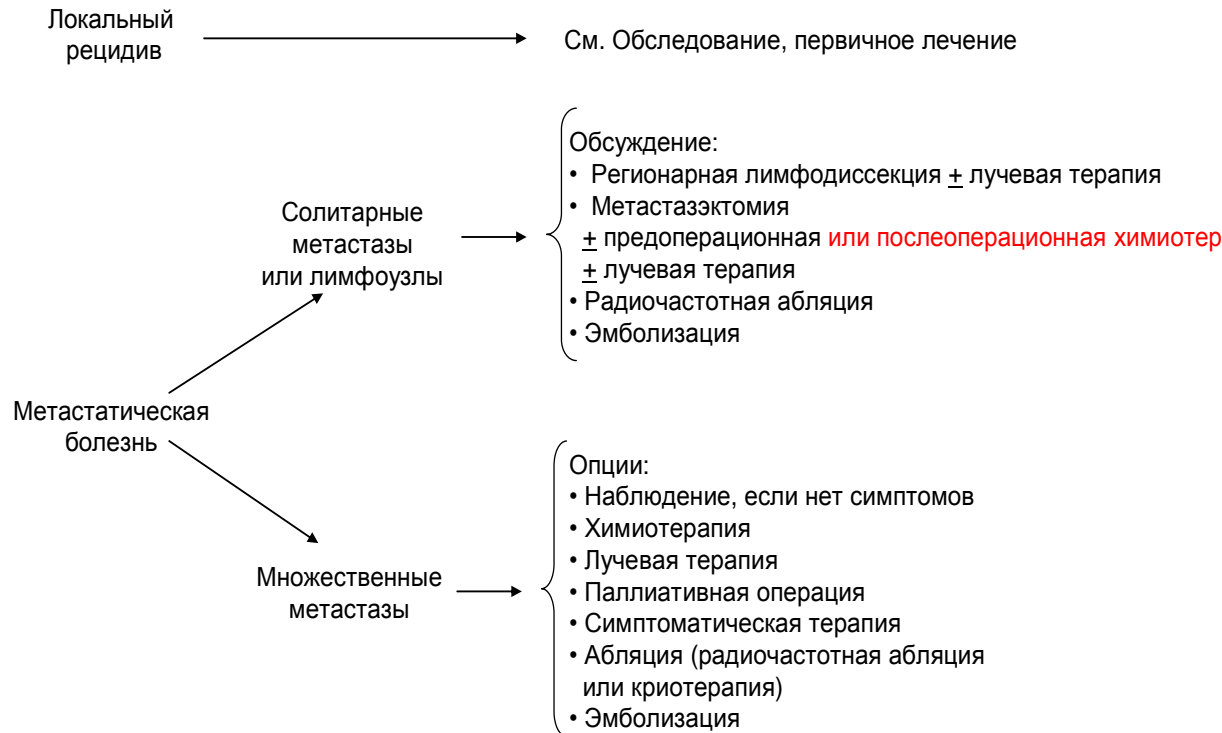 Локальный
рецидив
См. Обследование, первичное лечение
Обсуждение:
• Регионарная лимфодиссекция + лучевая терапия
• Метастазэктомия
+ предоперационная или послеоперационная химиотер
+ лучевая терапия
• Радиочастотная абляция
• Эмболизация
Солитарные
метастазы
или лимфоузлы
Метастатическая
болезнь
Множественные
метастазы
Опции:
• Наблюдение, если нет симптомов
• Химиотерапия
• Лучевая терапия
• Паллиативная операция
• Симптоматическая терапия
• Абляция (радиочастотная абляция
или криотерапия)
• Эмболизация